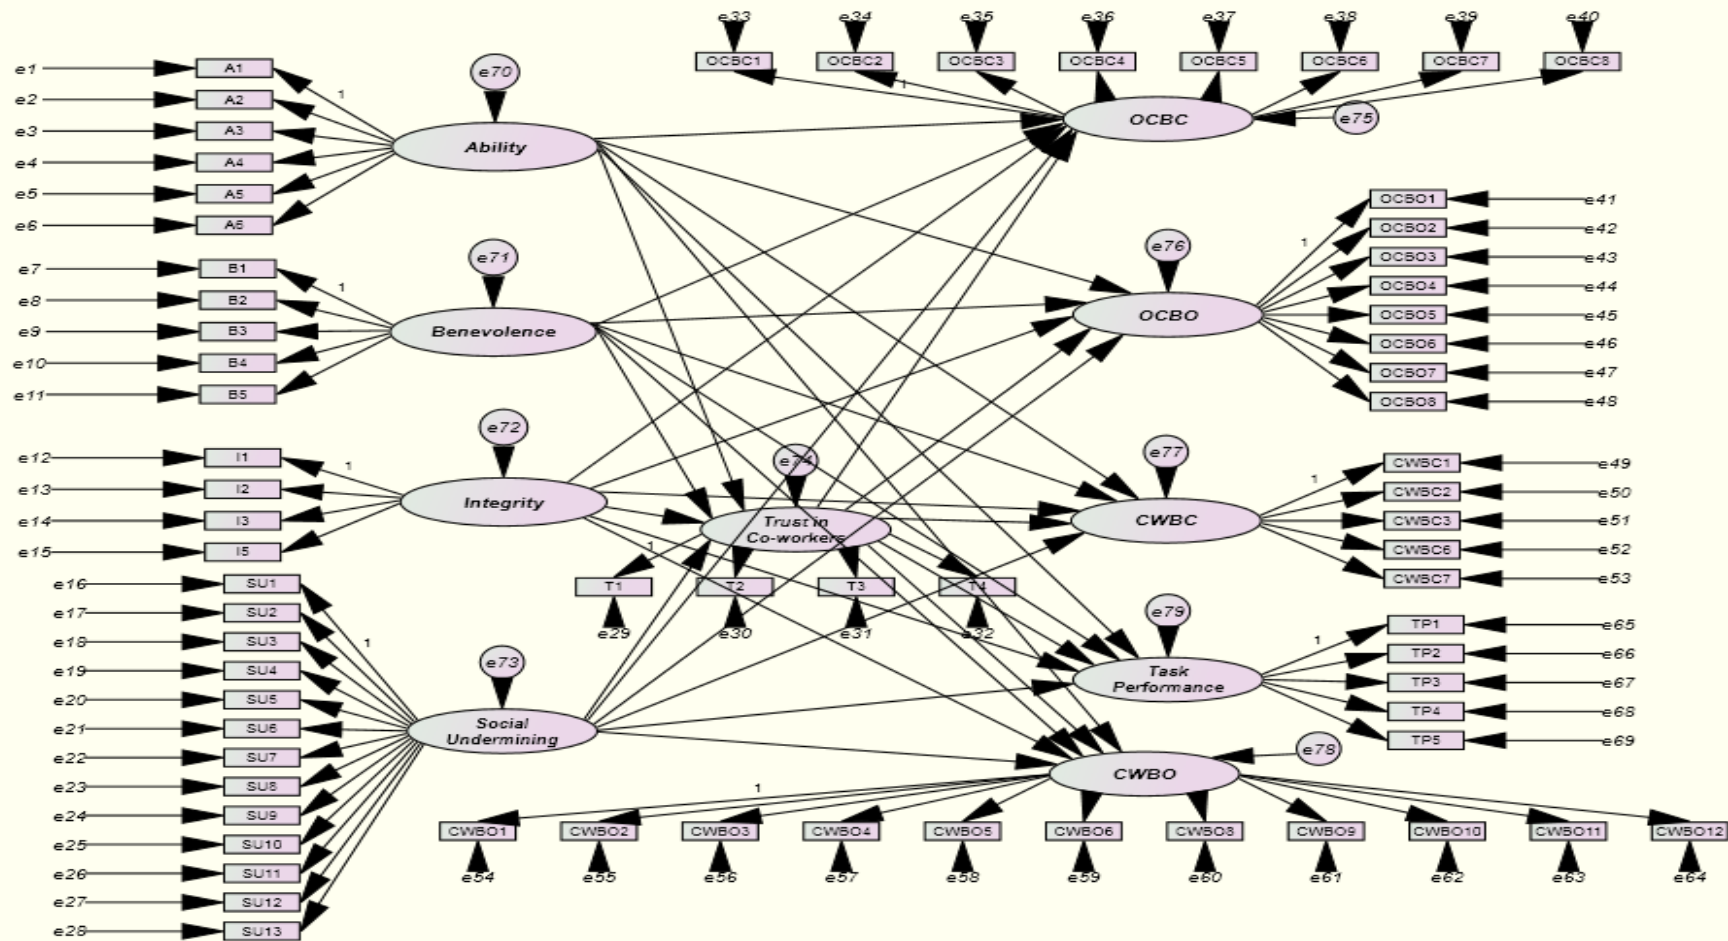 e33 e34 e35 e36 e37 e38 e39 e40
OCBC1 OCBC2 OCBC3 OCBC4 OCBC5 OCBC6 OCBC7 OCBC8
1
e1 A1
e2 A2
e3 A3
e4 A4
e5 A5
e6 A6
1
e70
Ability
OCBC
e75
e7 B1
e8 B2
e9 B3
e10 B4
e11 B5
1
e71
Benevolence
e76
OCBO
1
OCBO1 e41
OCBO2 e42
OCBO3 e43
OCBO4 e44
OCBO5 e45
OCBO6 e46
OCBO7 e47
OCBO8 e48
e12 I1
e13 I2
e14 I3
e15 I5
1
e72
Integrity
e74
Trust in
Co-workers
1
T1 T2 T3 T4
e29 e30 e31 e32
e77
CWBC
1
CWBC1 e49
CWBC2 e50
CWBC3 e51
CWBC6 e52
CWBC7 e53
e16 SU1
e17 SU2
e18 SU3
e19 SU4
e20 SU5
e21 SU6
e22 SU7
e23 SU8
e24 SU9
e25 SU10
e26 SU11
e27 SU12
e28 SU13
1
e73
Social
Undermining
e79
Task
Performance
1
TP1 e65
TP2 e66
TP3 e67
TP4 e68
TP5 e69
e78
CWBO
1
CWBO1 CWBO2 CWBO3 CWBO4 CWBO5 CWBO6 CWBO8 CWBO9 CWBO10 CWBO11 CWBO12
e54 e55 e56 e57 e58 e59 e60 e61 e62 e63 e64